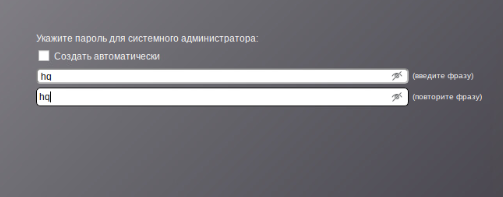 Укажите пароль для системного администратора:
Создать автоматически
hq (введите фразу)
hq (повторите фразу)